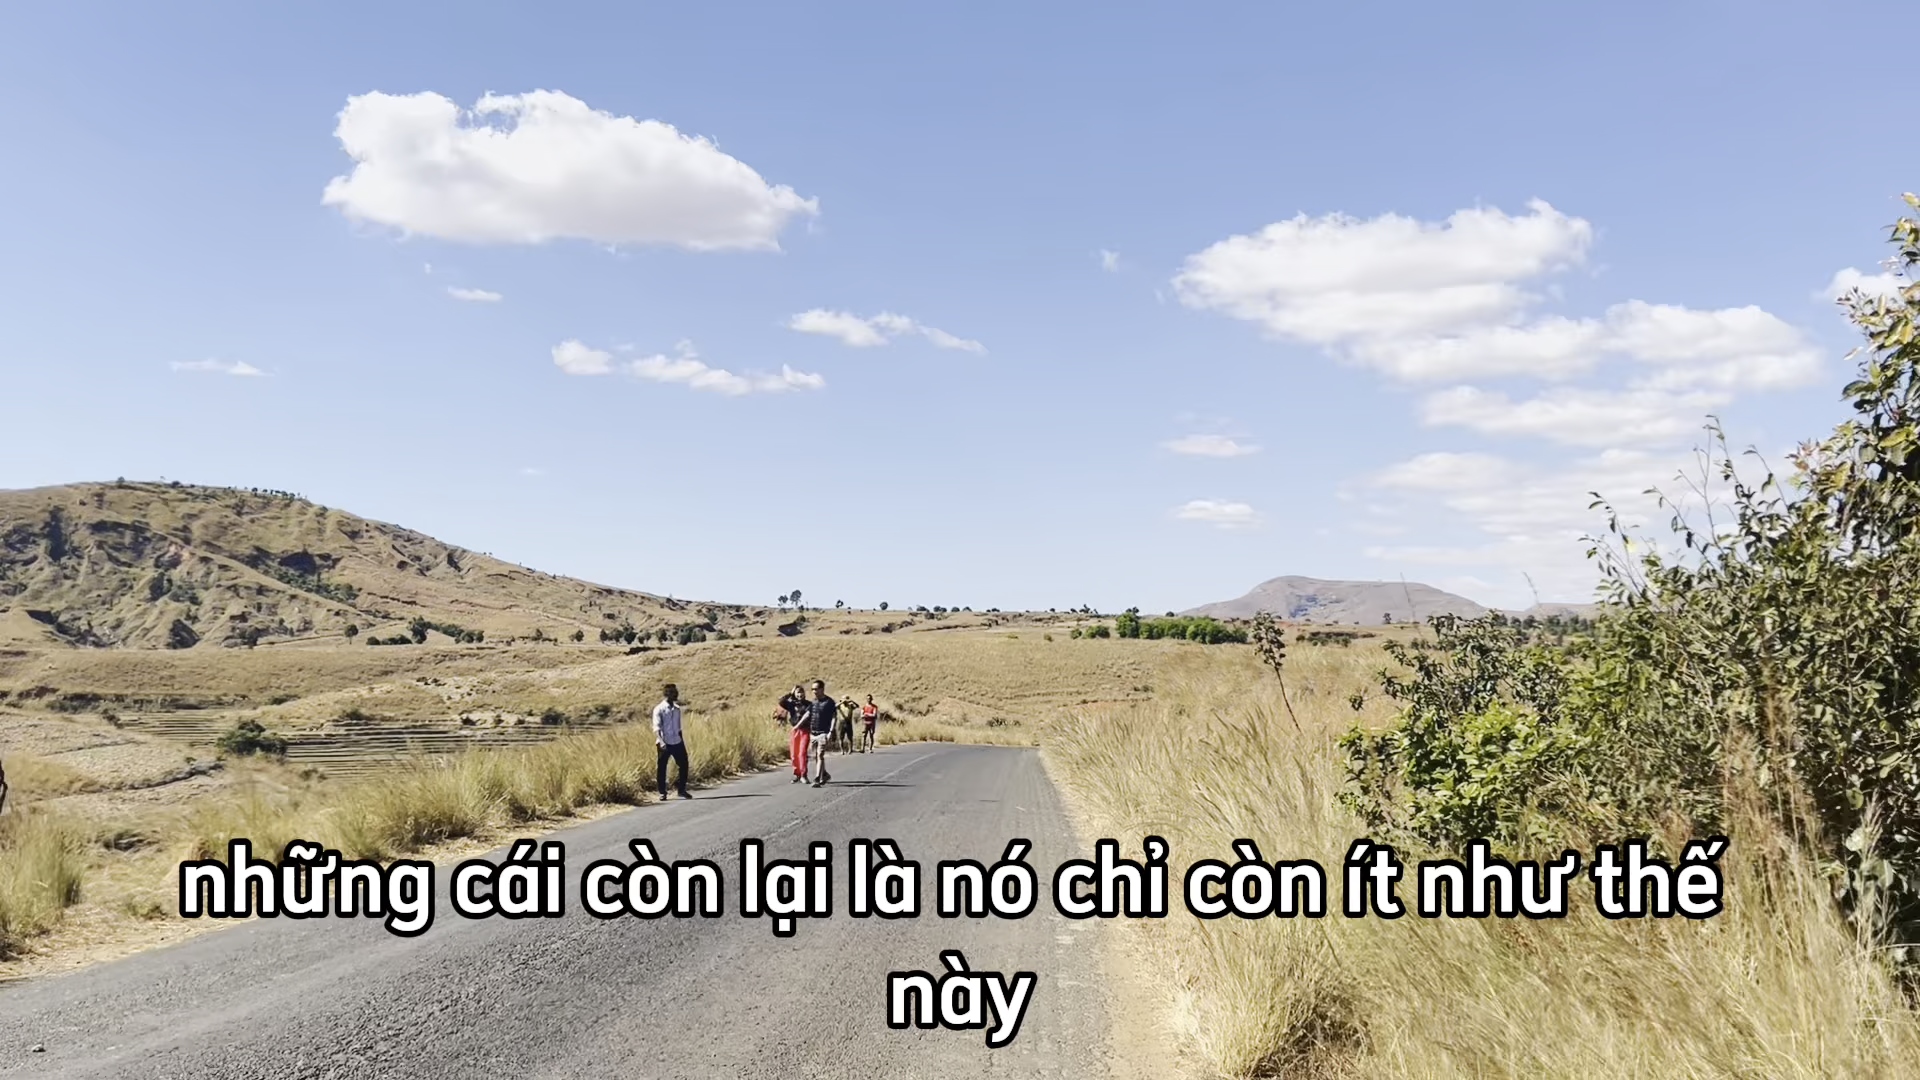 những cái còn lại là nó chỉ còn ít như thế
này